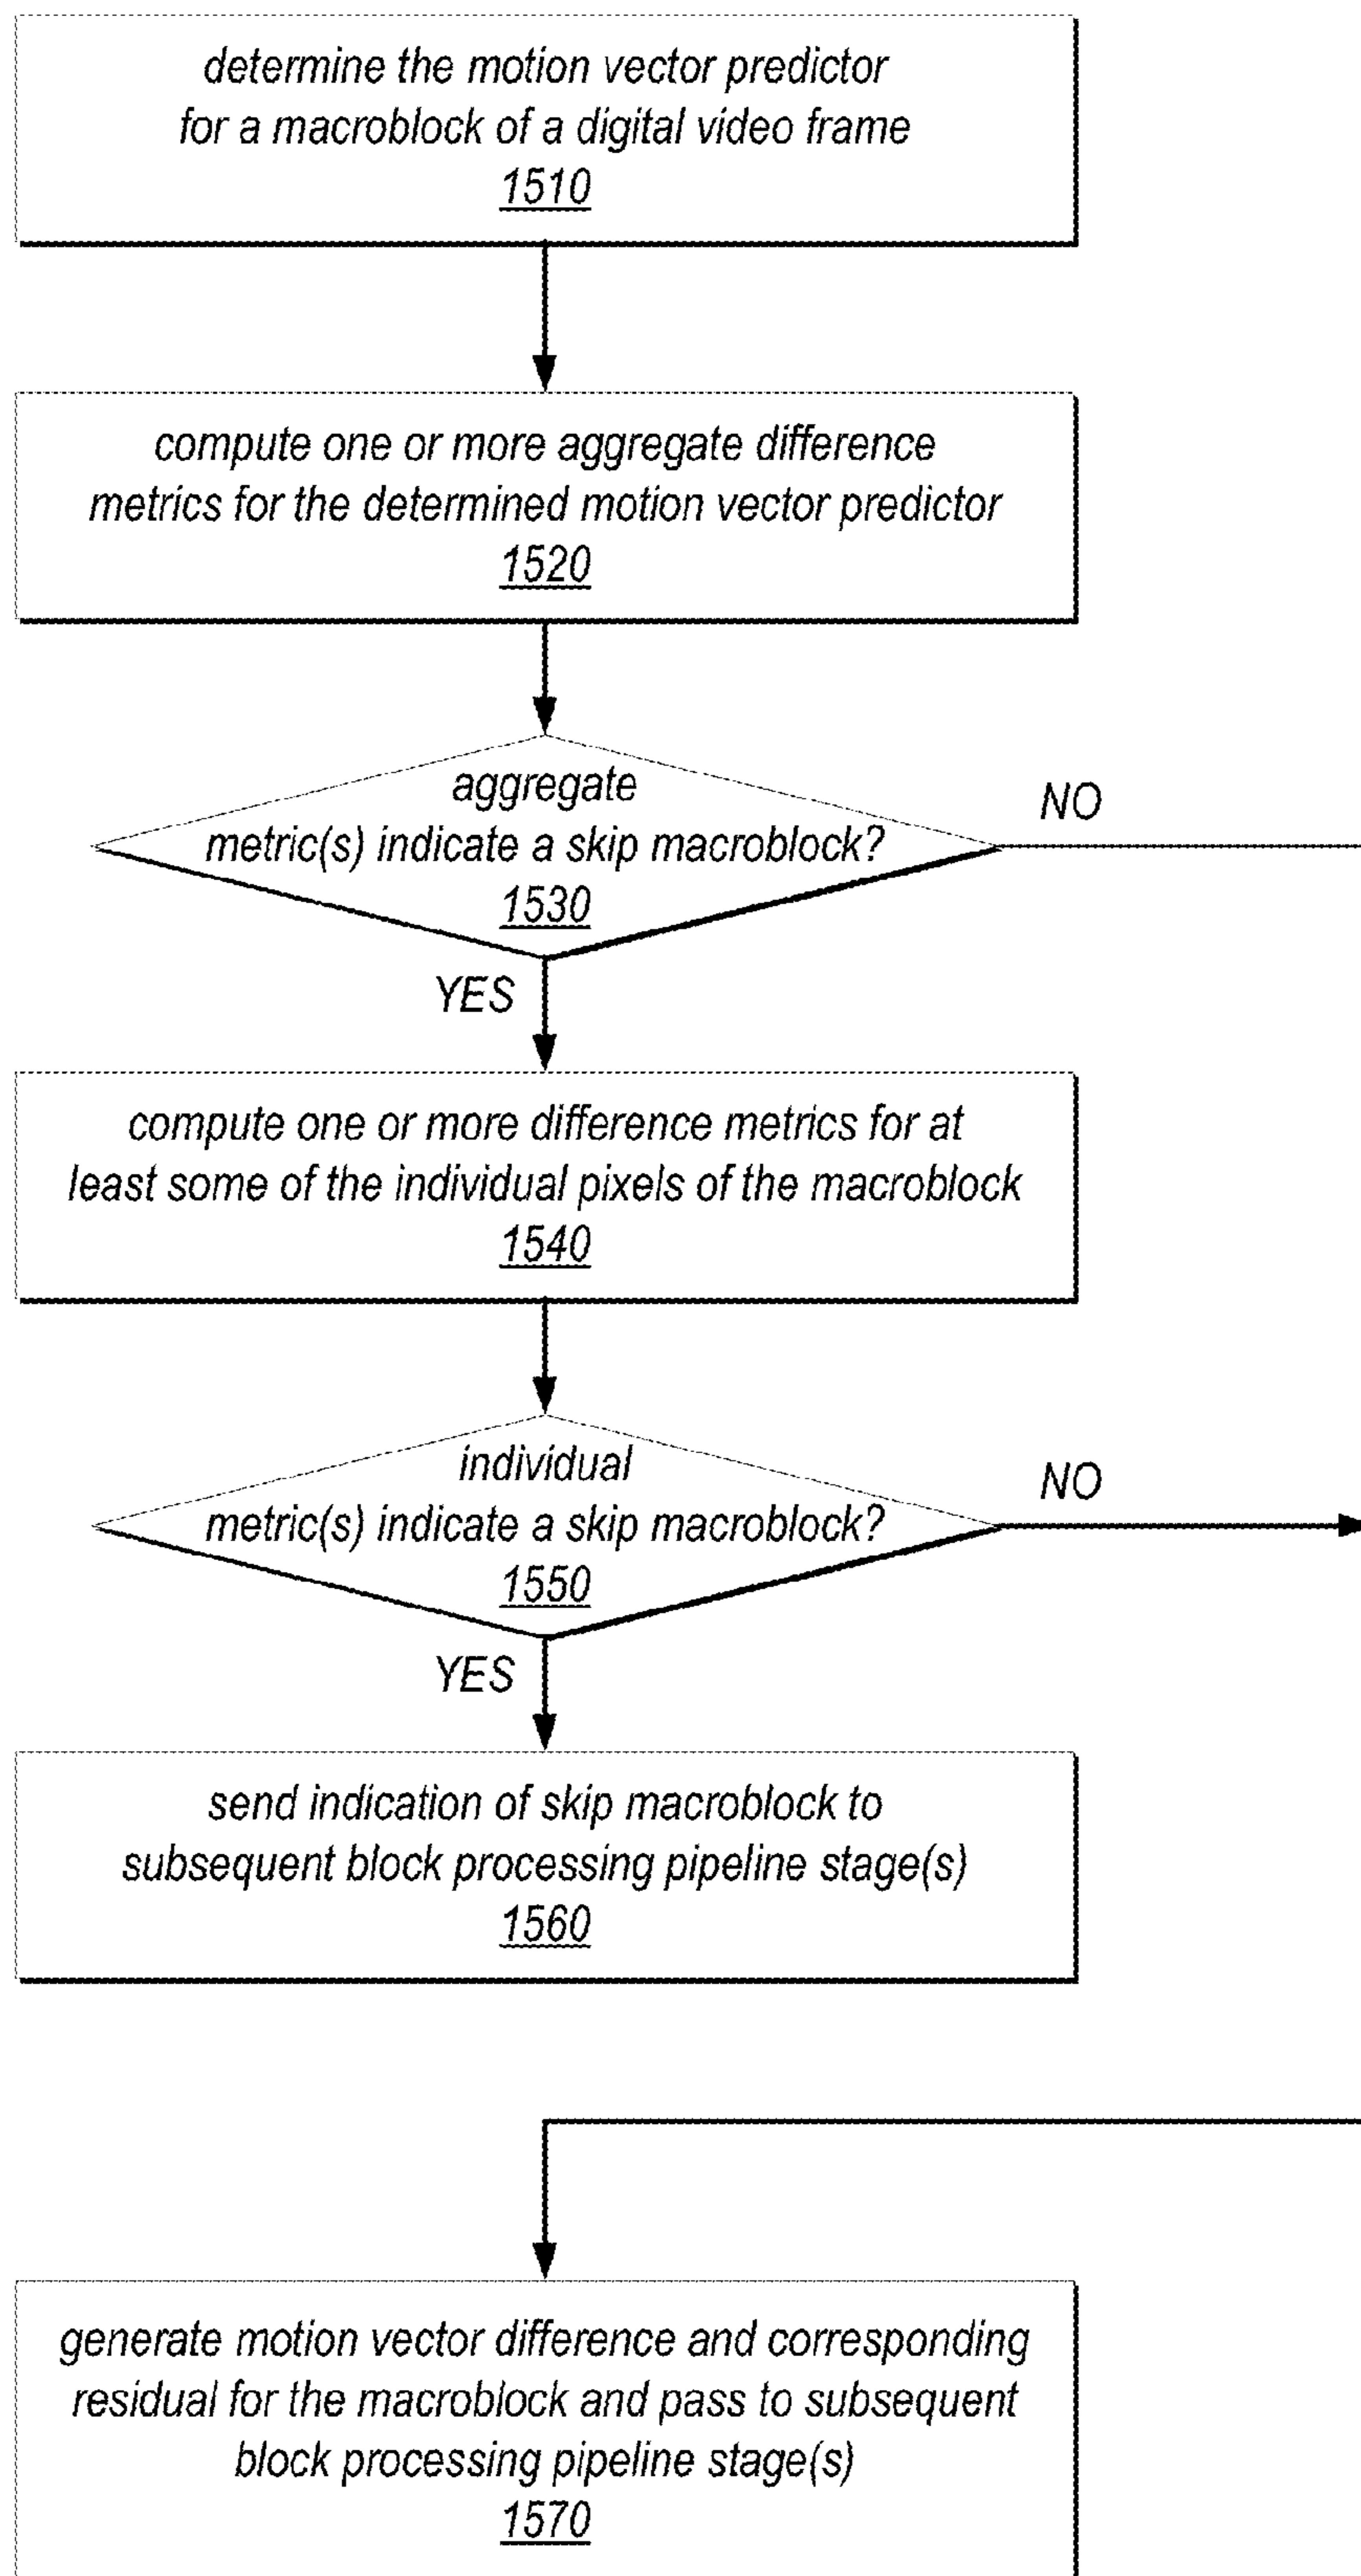 determine the motion vector predictor
for a macroblock of a digital video frame
1510
compute one or more aggregate difference
metrics for the determined motion vector predictor
1520
aggregate
metric(s) indicate a skip macroblock?
1530
NO
YES
compute one or more difference metrics for at
least some of the individual pixels of the macroblock
1540
individual
metric(s) indicate a skip macroblock?
1550
NO
YES
send indication of skip macroblock to
subsequent block processing pipeline stage(s)
1560
generate motion vector difference and corresponding
residual for the macroblock and pass to subsequent
block processing pipeline stage(s)
1570